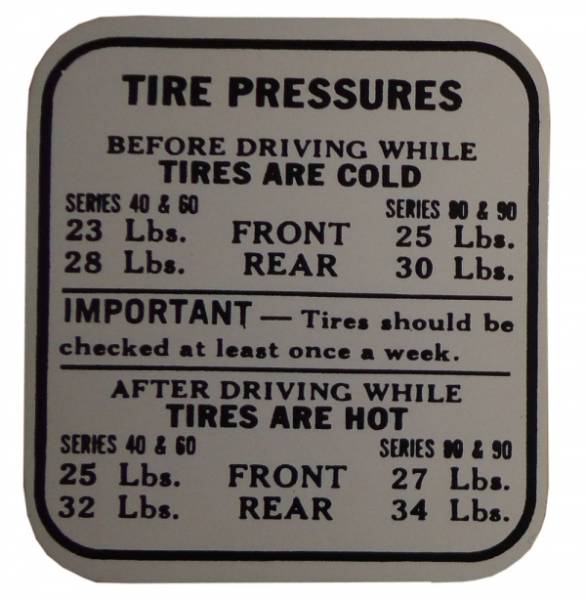 TIRE PRESSURES
BEFORE DRIVING WHILE
TIRES ARE COLD
SERIES 40 & 60 SERIES 80 & 90
23 Lbs. FRONT 25 Lbs.
28 Lbs. REAR 30 Lbs.
IMPORTANT — Tires should be
checked at least once a week.
AFTER DRIVING WHILE
TIRES ARE HOT
SERIES 40 & 60 SERIES 80 & 90
25 Lbs. FRONT 27 Lbs.
32 Lbs. REAR 34 Lbs.